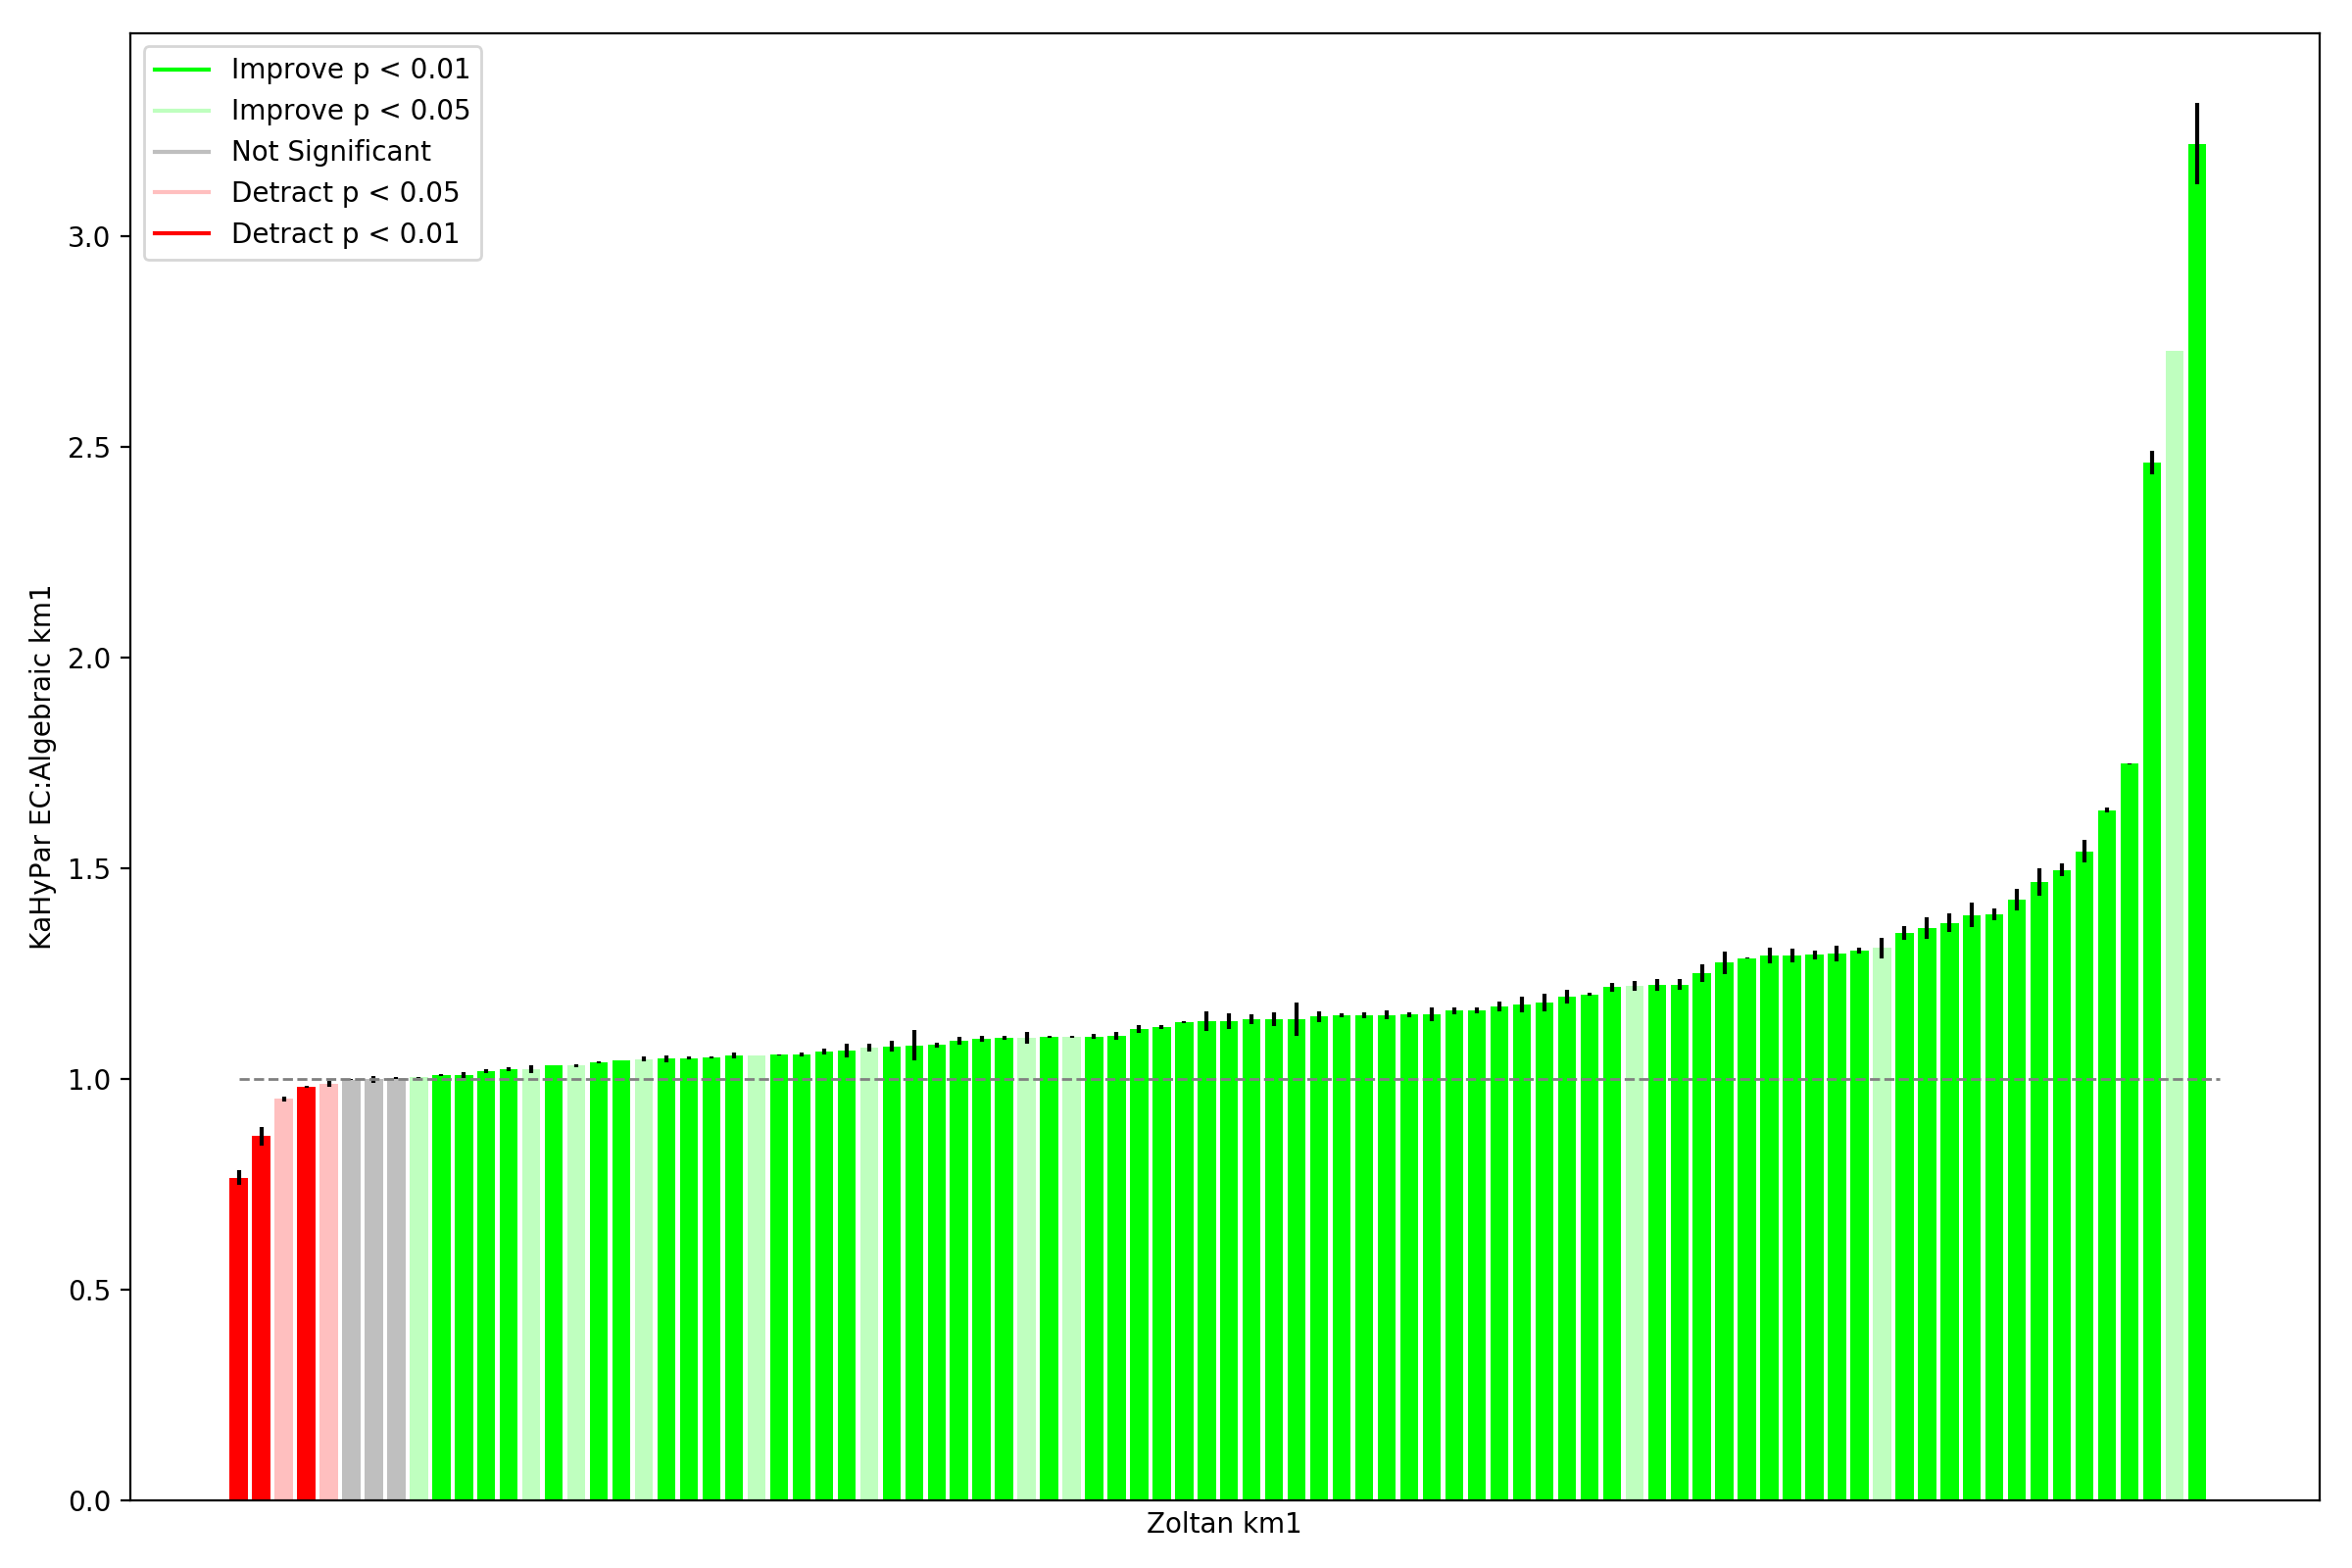 Improve p < 0.01
Improve p < 0.05
Not Significant
Detract p < 0.05
Detract p < 0.01
3.0
2.5
2.0
1.5
1.0
0.5
0.0
KaHyPar EC:Algebraic km1
Zoltan km1